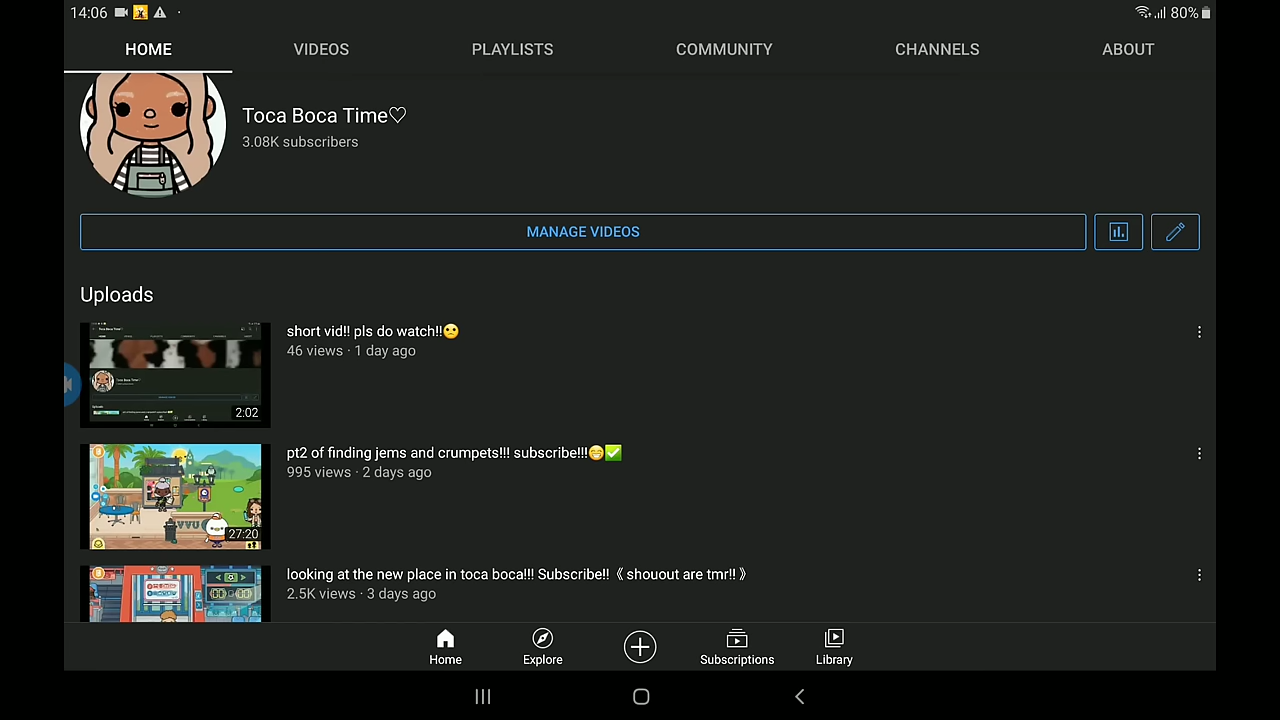 14:06 80%
HOME VIDEOS PLAYLISTS COMMUNITY CHANNELS ABOUT
Toca Boca Time♡
3.08K subscribers
MANAGE VIDEOS
Uploads
short vid!! pls do watch!!🙁
46 views · 1 day ago
2:02
pt2 of finding jems and crumpets!!! subscribe!!!😁✅
995 views · 2 days ago
27:20
looking at the new place in toca boca!!! Subscribe!!《 shouout are tmr!! 》
2.5K views · 3 days ago
Home Explore Subscriptions Library